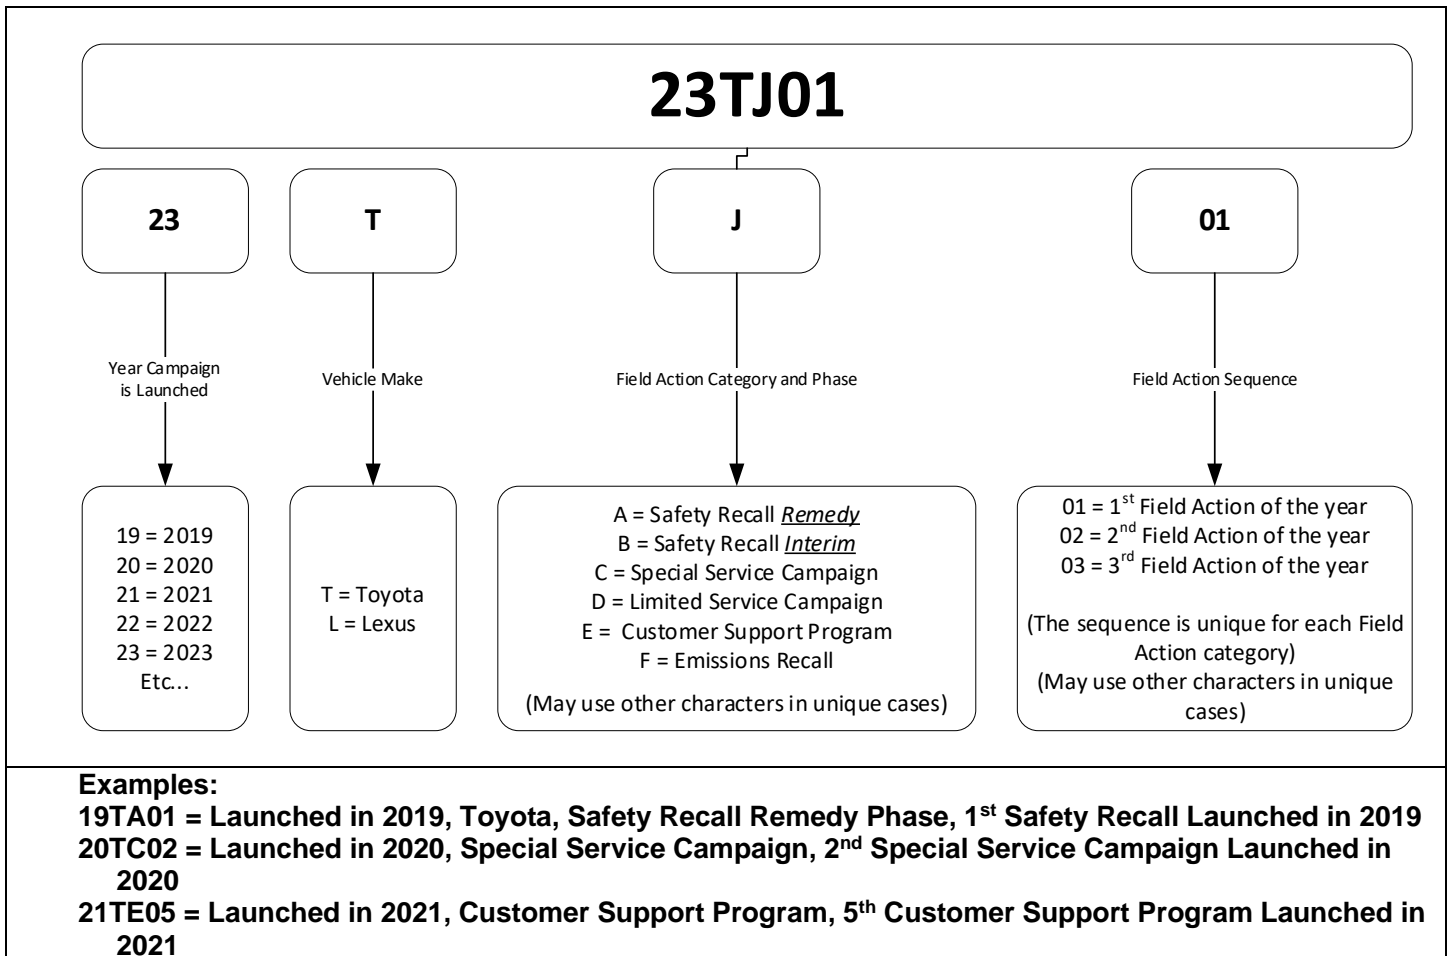 23TJ01
23
T
J
01
Year Campaign
is Launched
Vehicle Make
Field Action Category and Phase
Field Action Sequence
19 = 2019
20 = 2020
21 = 2021
22 = 2022
23 = 2023
Etc...
T = Toyota
L = Lexus
A = Safety Recall Remedy
B = Safety Recall Interim
C = Special Service Campaign
D = Limited Service Campaign
E =  Customer Support Program
F = Emissions Recall
(May use other characters in unique cases)
01 = 1st Field Action of the year
02 = 2nd Field Action of the year
03 = 3rd Field Action of the year
(The sequence is unique for each Field
Action category)
(May use other characters in unique
cases)
Examples:
19TA01 = Launched in 2019, Toyota, Safety Recall Remedy Phase, 1st Safety Recall Launched in 2019
20TC02 = Launched in 2020, Special Service Campaign, 2nd Special Service Campaign Launched in
2020
21TE05 = Launched in 2021, Customer Support Program, 5th Customer Support Program Launched in
2021